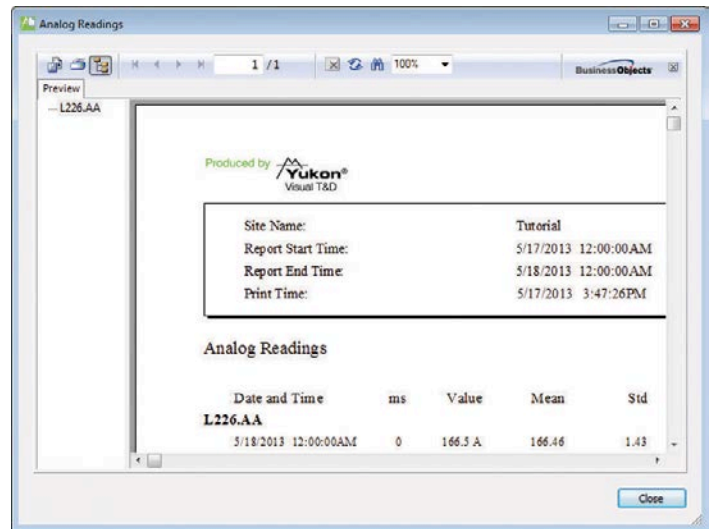 Analog Readings
1 /1
100%
BusinessObjects
Preview
L226.AA
Produced by Yukon®
Visual T&D
Site Name: Tutorial
Report Start Time: 5/17/2013 12:00:00AM
Report End Time: 5/18/2013 12:00:00AM
Print Time: 5/17/2013 3:47:26PM
Analog Readings
Date and Time ms Value Mean Std
L226.AA
5/18/2013 12:00:00AM 0 166.5 A 166.46 1.43
Close